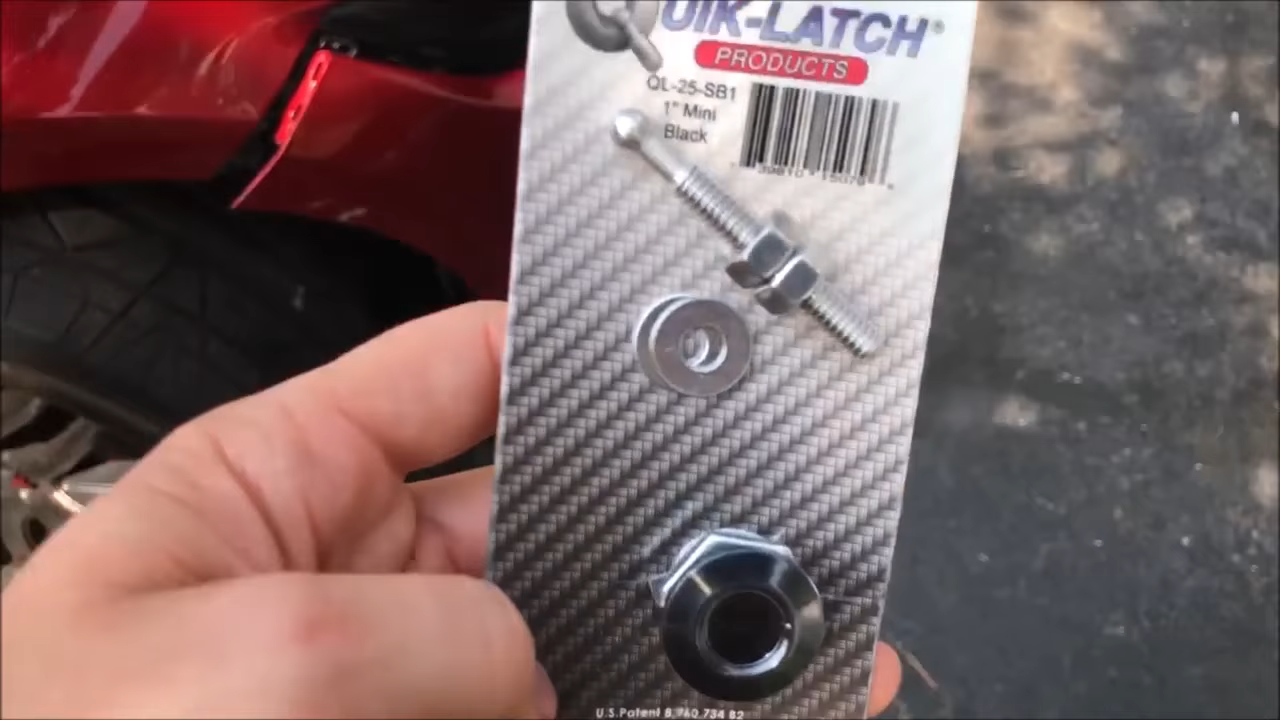 UIK-LATCH®
PRODUCTS
QL-25-SB1
1" Mini
Black
U.S.Patent 8,760,734 B2